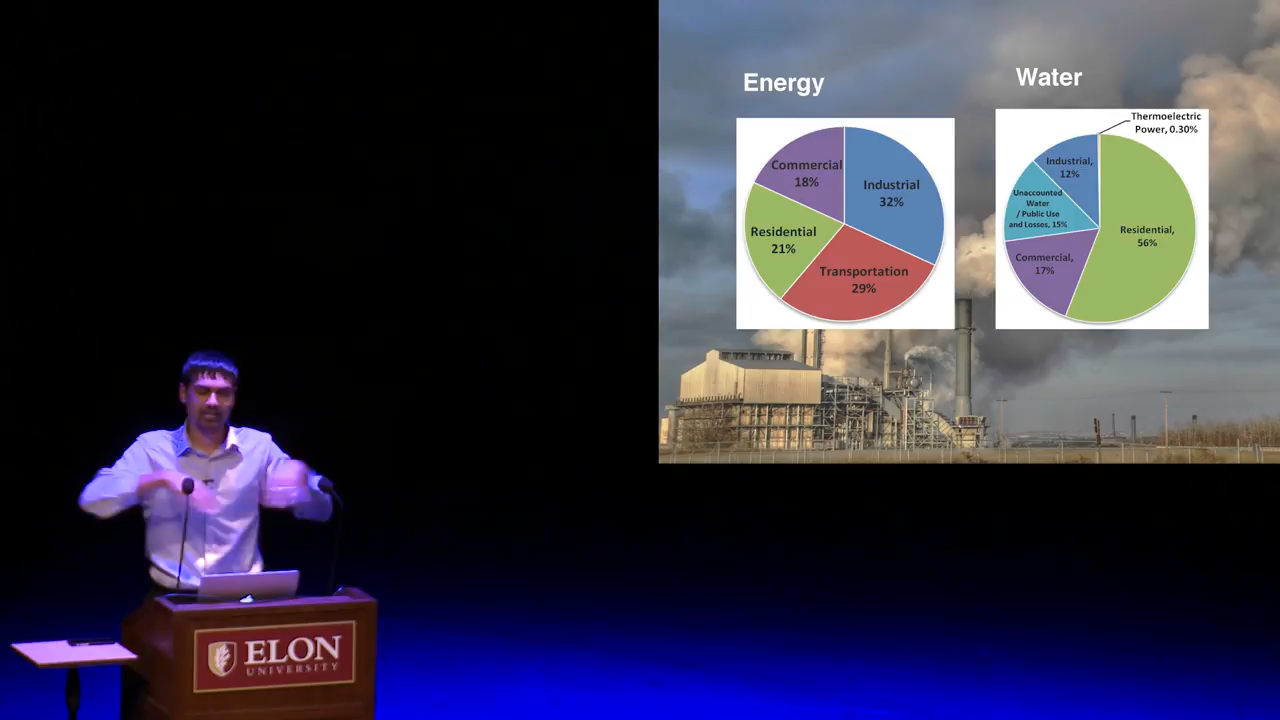 Energy
Water
Commercial
18%
Industrial
32%
Residential
21%
Transportation
29%
Thermoelectric
Power, 0.30%
Industrial,
12%
Unaccounted
Water
/ Public Use
and Losses, 15%
Residential,
56%
Commercial,
17%
ELON
UNIVERSITY